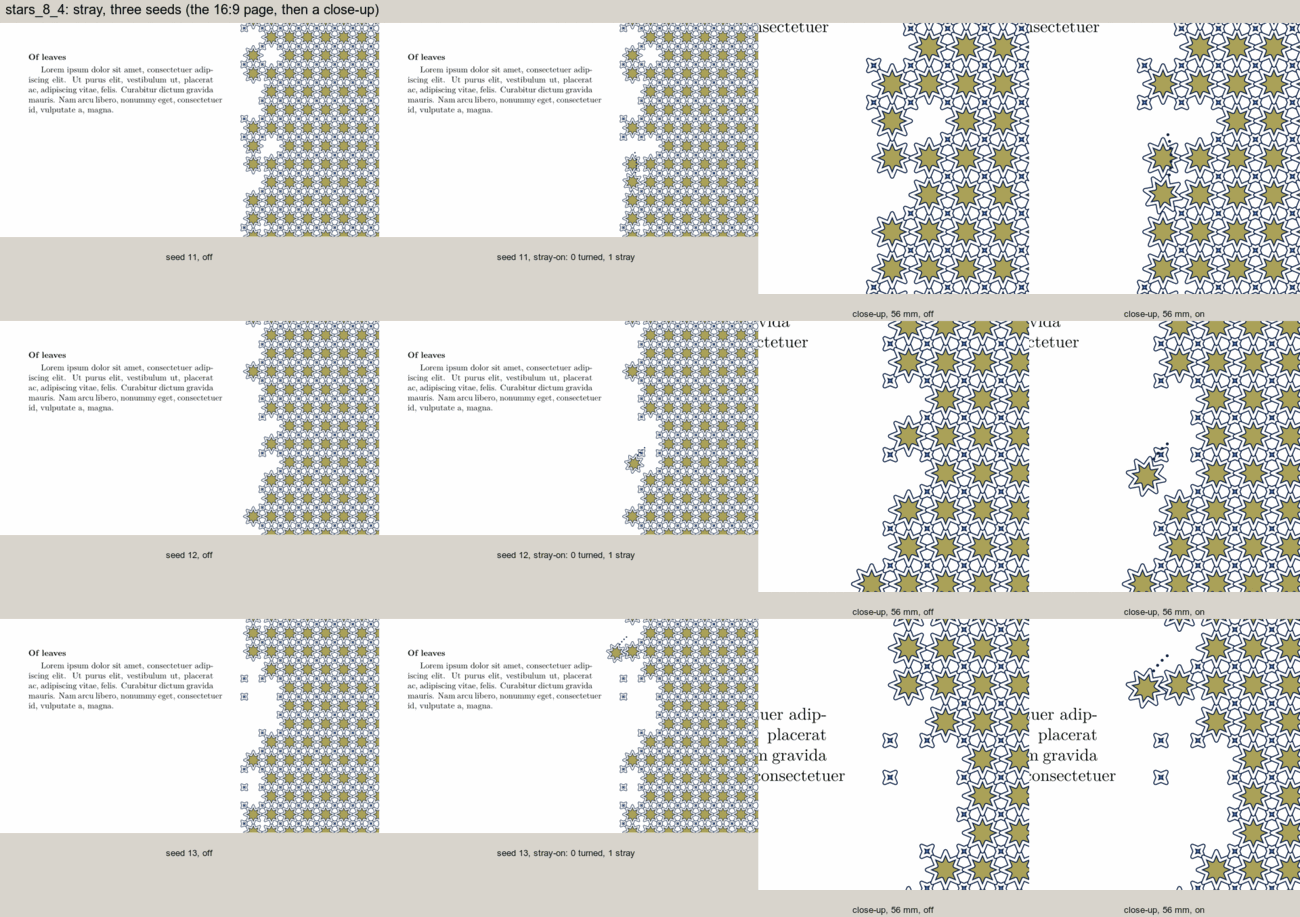 stars_8_4: stray, three seeds (the 16:9 page, then a close-up)
Of leaves
Lorem ipsum dolor sit amet, consectetuer adip-
iscing elit. Ut purus elit, vestibulum ut, placerat
ac, adipiscing vitae, felis. Curabitur dictum gravida
mauris. Nam arcu libero, nonummy eget, consectetuer
id, vulputate a, magna.
seed 11, off
Of leaves
Lorem ipsum dolor sit amet, consectetuer adip-
iscing elit. Ut purus elit, vestibulum ut, placerat
ac, adipiscing vitae, felis. Curabitur dictum gravida
mauris. Nam arcu libero, nonummy eget, consectetuer
id, vulputate a, magna.
seed 11, stray-on: 0 turned, 1 stray
nsectetuer
close-up, 56 mm, off
nsectetuer
close-up, 56 mm, on
Of leaves
Lorem ipsum dolor sit amet, consectetuer adip-
iscing elit. Ut purus elit, vestibulum ut, placerat
ac, adipiscing vitae, felis. Curabitur dictum gravida
mauris. Nam arcu libero, nonummy eget, consectetuer
id, vulputate a, magna.
seed 12, off
Of leaves
Lorem ipsum dolor sit amet, consectetuer adip-
iscing elit. Ut purus elit, vestibulum ut, placerat
ac, adipiscing vitae, felis. Curabitur dictum gravida
mauris. Nam arcu libero, nonummy eget, consectetuer
id, vulputate a, magna.
seed 12, stray-on: 0 turned, 1 stray
vida
ctetuer
close-up, 56 mm, off
vida
ctetuer
close-up, 56 mm, on
Of leaves
Lorem ipsum dolor sit amet, consectetuer adip-
iscing elit. Ut purus elit, vestibulum ut, placerat
ac, adipiscing vitae, felis. Curabitur dictum gravida
mauris. Nam arcu libero, nonummy eget, consectetuer
id, vulputate a, magna.
seed 13, off
Of leaves
Lorem ipsum dolor sit amet, consectetuer adip-
iscing elit. Ut purus elit, vestibulum ut, placerat
ac, adipiscing vitae, felis. Curabitur dictum gravida
mauris. Nam arcu libero, nonummy eget, consectetuer
id, vulputate a, magna.
seed 13, stray-on: 0 turned, 1 stray
uer adip-
placerat
n gravida
consectetuer
close-up, 56 mm, off
uer adip-
placerat
n gravida
consectetuer
close-up, 56 mm, on